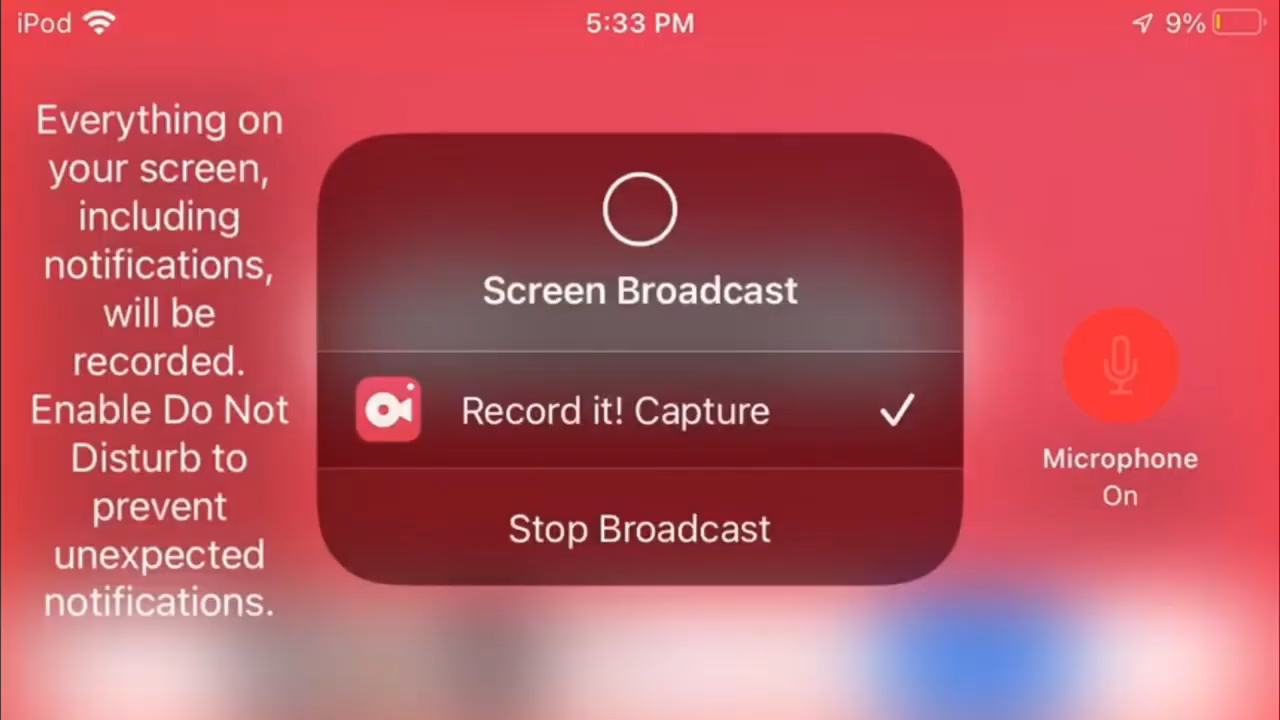 iPod
5:33 PM
9%
Everything on
your screen,
including
notifications,
will be
recorded.
Enable Do Not
Disturb to
prevent
unexpected
notifications.
Screen Broadcast
Record it! Capture
Stop Broadcast
Microphone
On